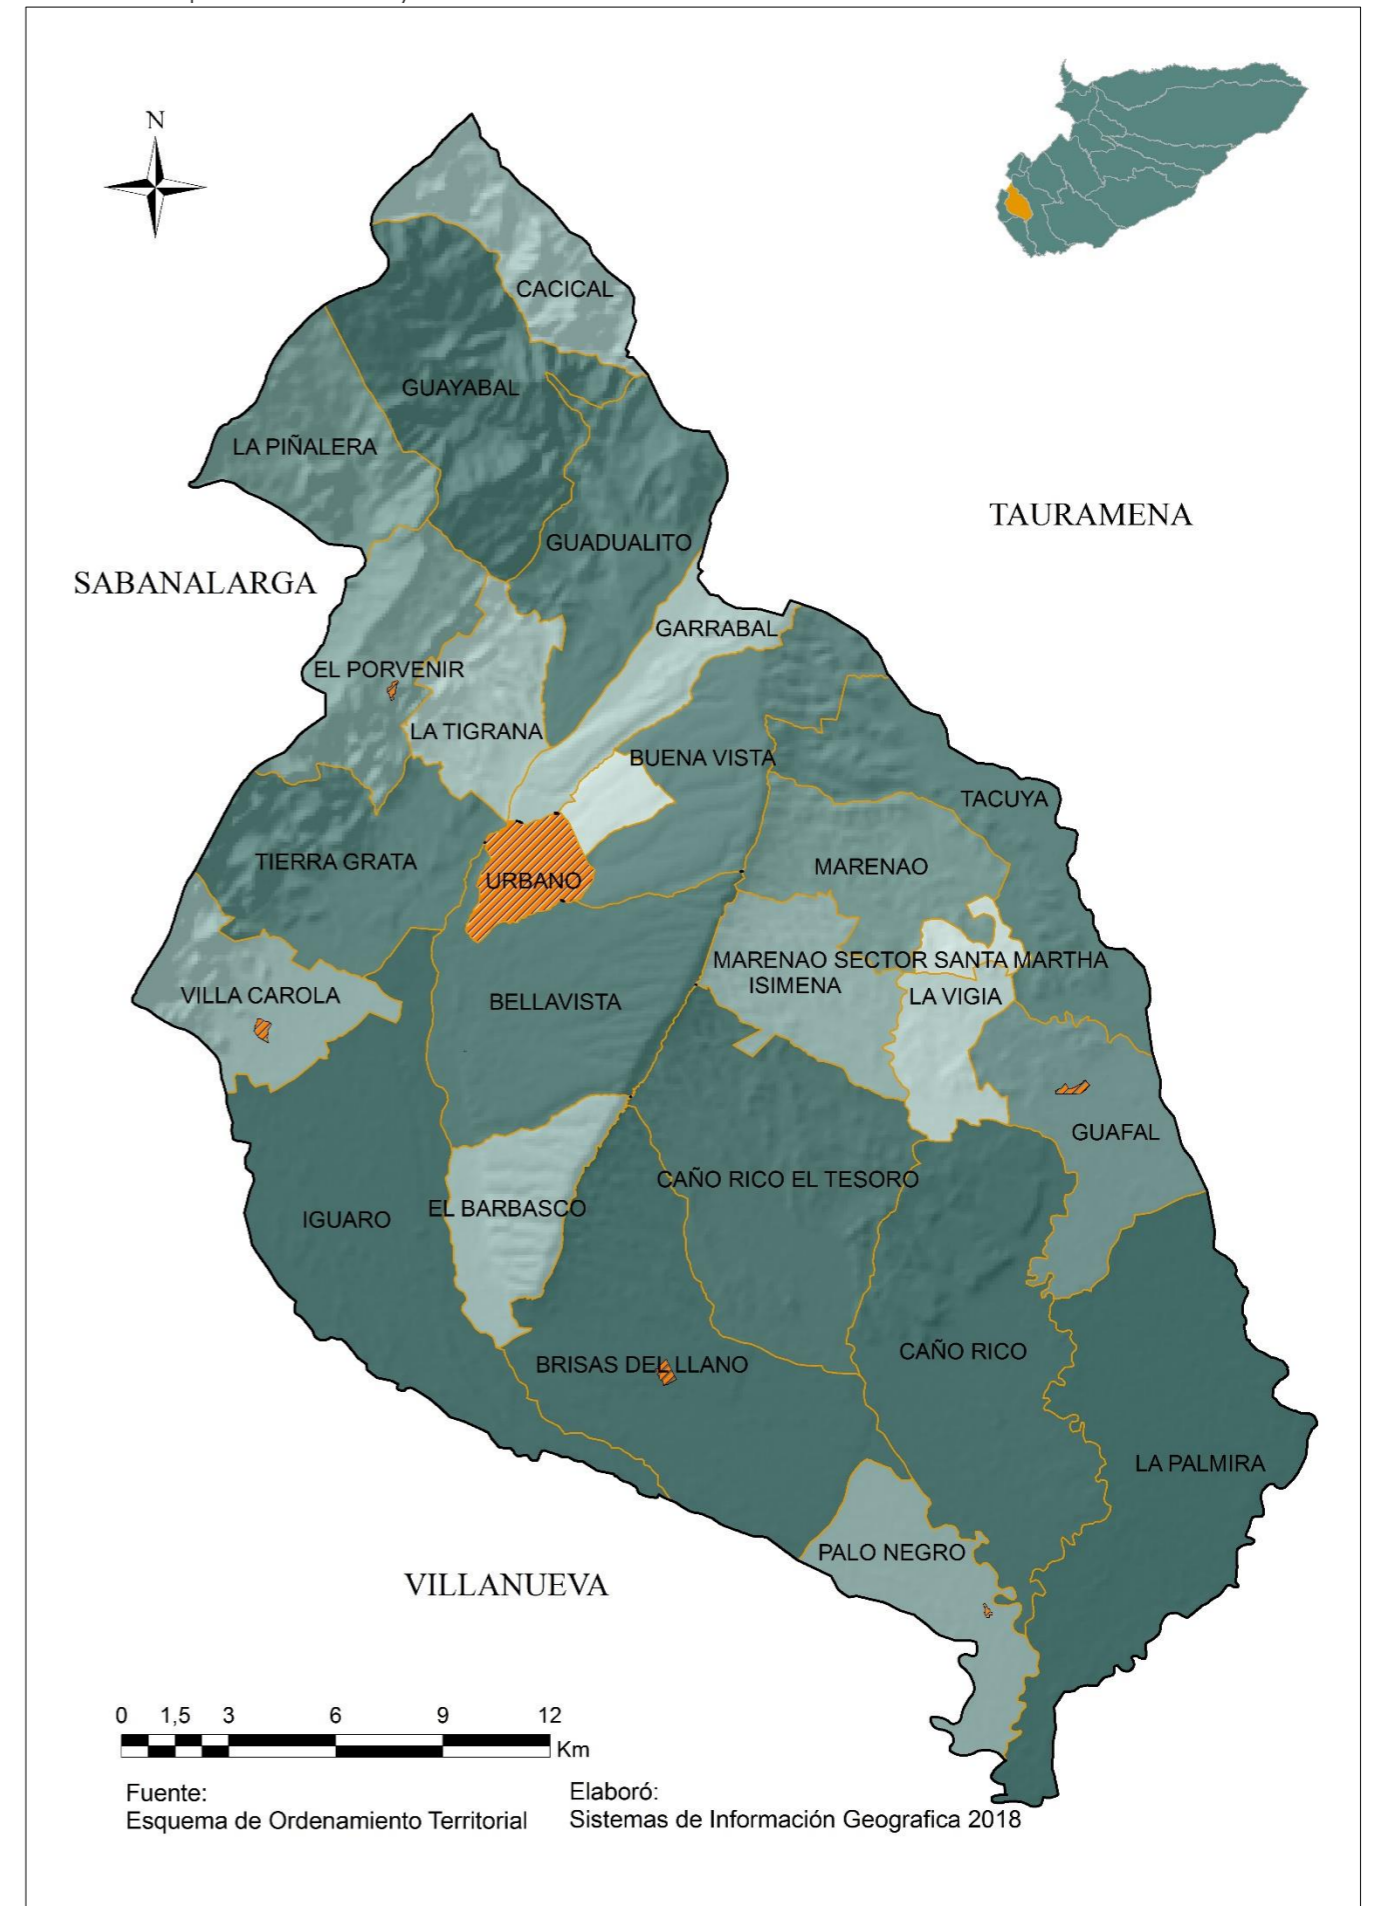 N
CACICAL
GUAYABAL
LA PIÑALERA
TAURAMENA
GUADUALITO
SABANALARGA
GARRABAL
EL PORVENIR
LA TIGRANA
BUENA VISTA
TACUYA
TIERRA GRATA
MARENAO
URBANO
MARENAO SECTOR SANTA MARTHA
ISIMENA
VILLA CAROLA
LA VIGIA
BELLAVISTA
GUAFAL
CAÑO RICO EL TESORO
EL BARBASCO
IGUARO
CAÑO RICO
BRISAS DEL LLANO
LA PALMIRA
PALO NEGRO
VILLANUEVA
0 1,5 3 6 9 12
Km
Fuente:
Esquema de Ordenamiento Territorial
Elaboró:
Sistemas de Información Geografica 2018